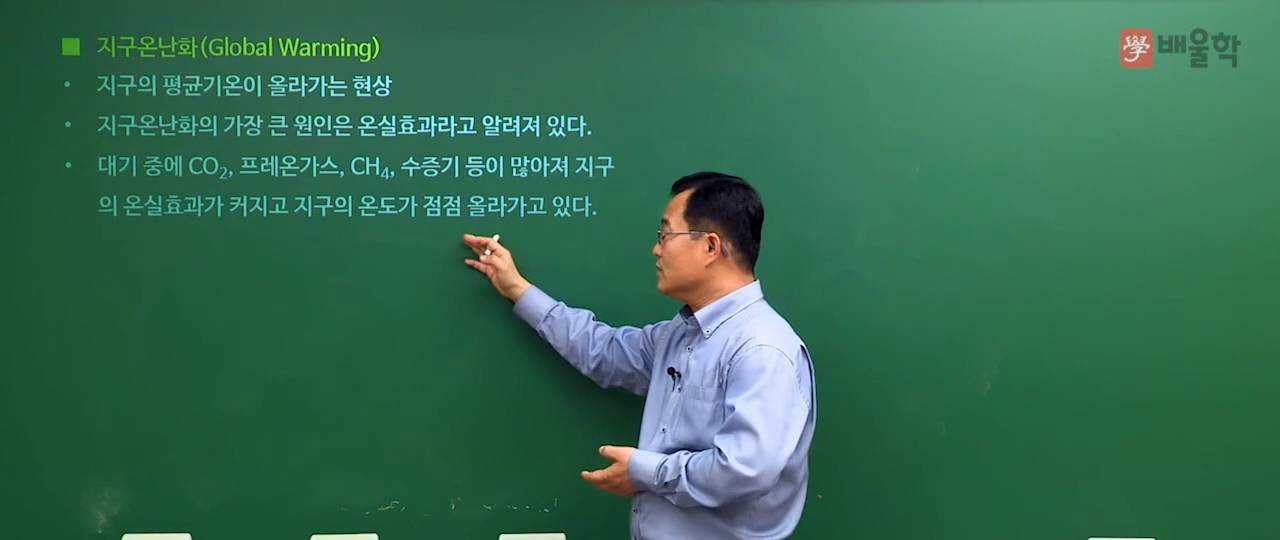 ■ 지구온난화(Global Warming)
• 지구의 평균기온이 올라가는 현상
• 지구온난화의 가장 큰 원인은 온실효과라고 알려져 있다.
• 대기 중에 CO₂, 프레온가스, CH₄, 수증기 등이 많아져 지구
의 온실효과가 커지고 지구의 온도가 점점 올라가고 있다.
學 배울학